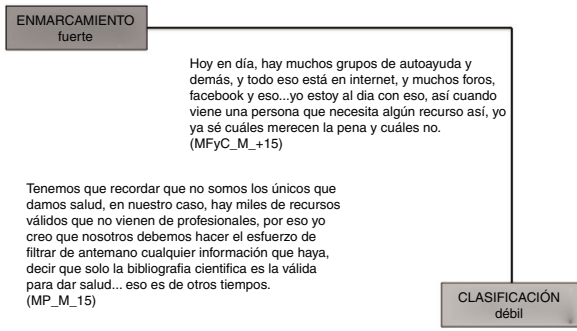 ENMARCAMIENTO
fuerte
Hoy en día, hay muchos grupos de autoayuda y
demás, y todo eso está en internet, y muchos foros,
facebook y eso...yo estoy al dia con eso, así cuando
viene una persona que necesita algún recurso así, yo
ya sé cuáles merecen la pena y cuáles no.
(MFyC_M_+15)
Tenemos que recordar que no somos los únicos que
damos salud, en nuestro caso, hay miles de recursos
válidos que no vienen de profesionales, por eso yo
creo que nosotros debemos hacer el esfuerzo de
filtrar de antemano cualquier información que haya,
decir que solo la bibliografia cientifica es la válida
para dar salud... eso es de otros tiempos.
(MP_M_15)
CLASIFICACIÓN
débil